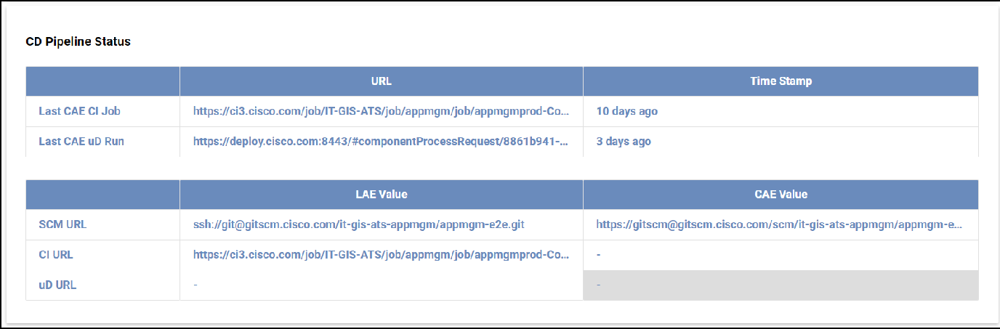 CD Pipeline Status
URL Time Stamp
Last CAE CI Job https://ci3.cisco.com/job/IT-GIS-ATS/job/appmgm/job/appmgmprod-Co... 10 days ago
Last CAE uD Run https://deploy.cisco.com:8443/#componentProcessRequest/8861b941-... 3 days ago
LAE Value CAE Value
SCM URL ssh://git@gitscm.cisco.com/it-gis-ats-appmgm/appmgm-e2e.git https://gitscm@gitscm.cisco.com/scm/it-gis-ats-appmgm/appmgm-e...
CI URL https://ci3.cisco.com/job/IT-GIS-ATS/job/appmgm/job/appmgmprod-Co... -
uD URL - -